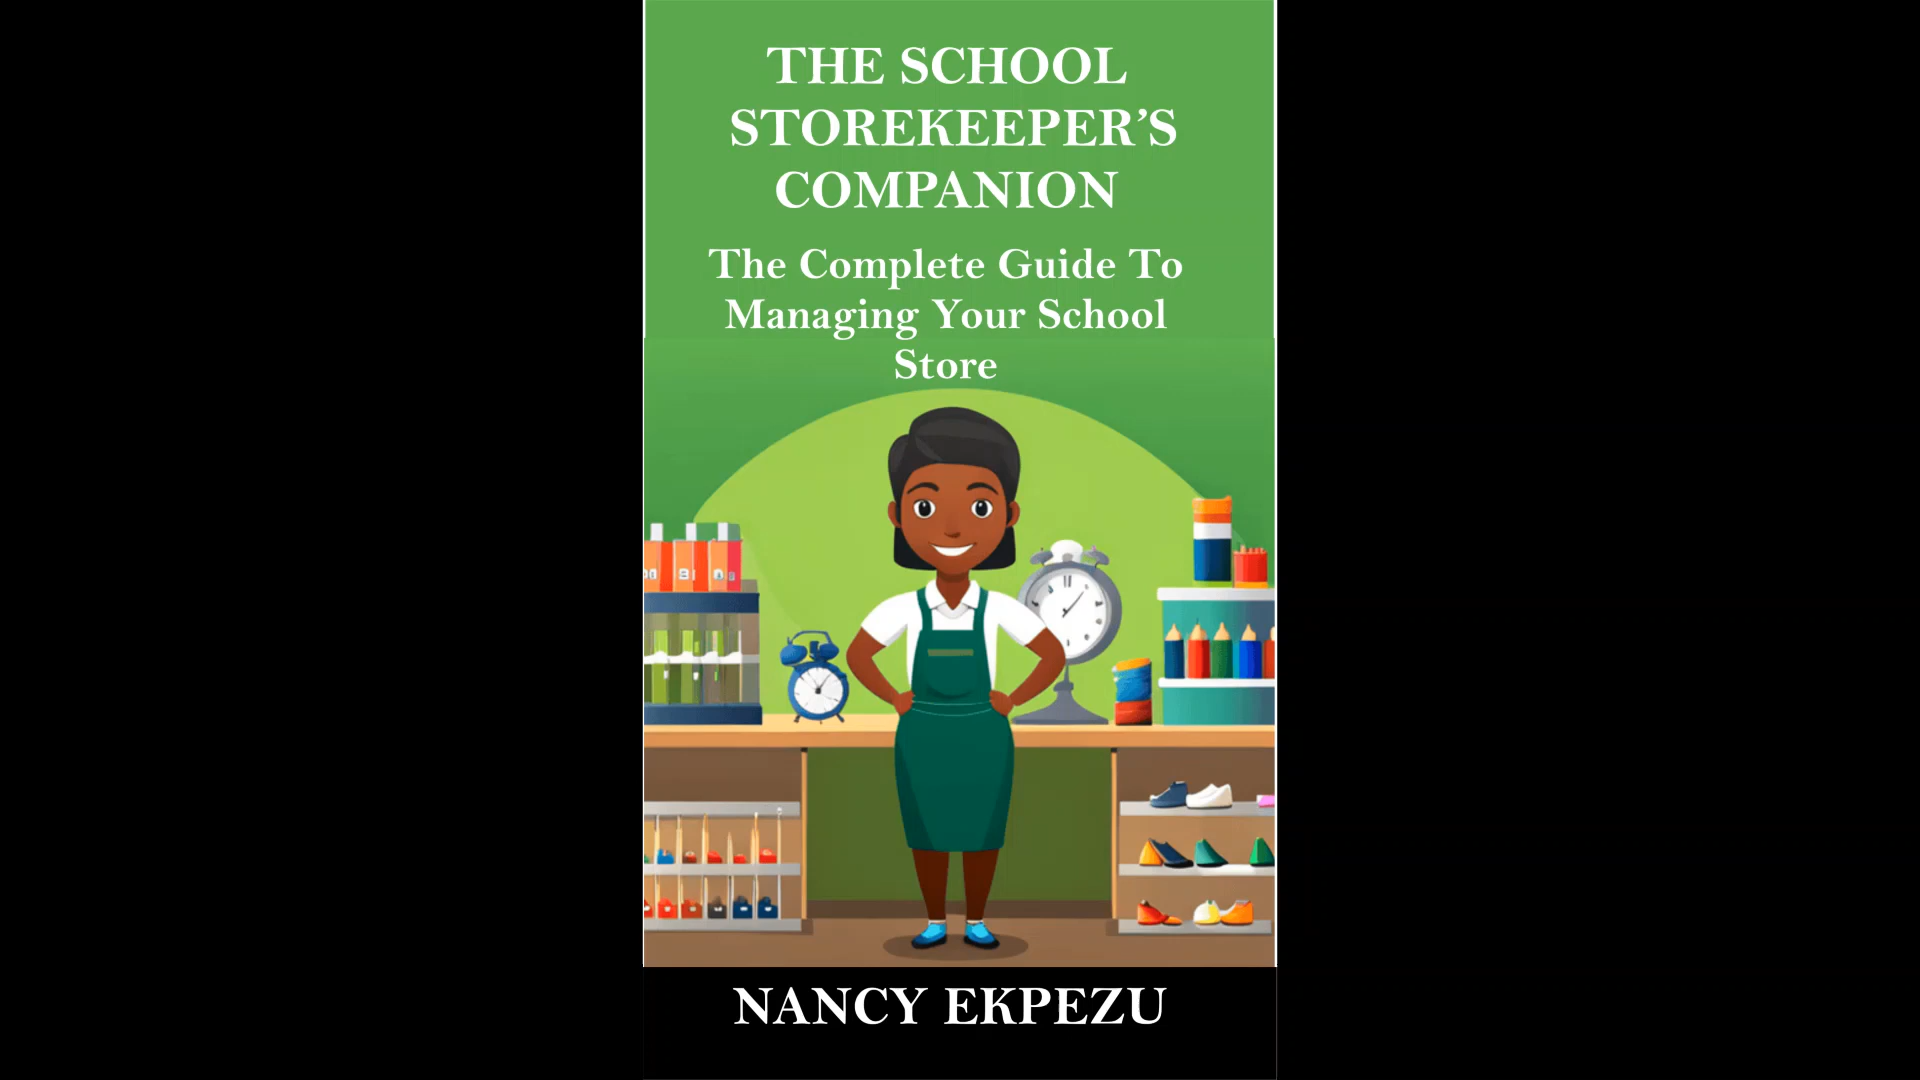 THE SCHOOL
STOREKEEPER'S
COMPANION
The Complete Guide To
Managing Your School
Store
B
A
NANCY EKPEZU